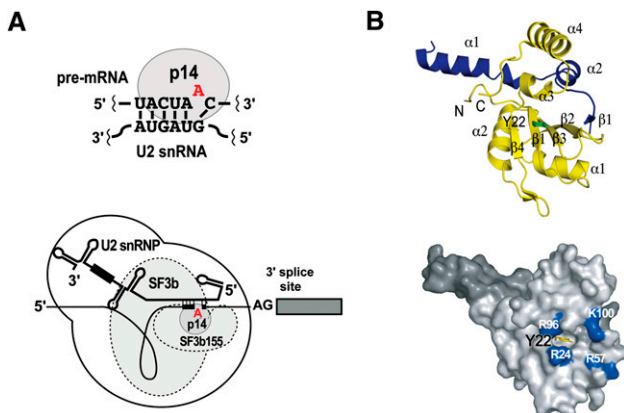 A
p14
A
pre-mRNA
5' UACUA C 3'
3' AUGAUG 5'
U2 snRNA
U2 snRNP
3'
SF3b
5'
3' splice
site
5'
AG
A
p14
SF3b155
B
α4
α1
α2
α3
N
C
Y22
α2
β4
β1
β3
β2
β1
α1
K100
R96
Y22
R24
R57